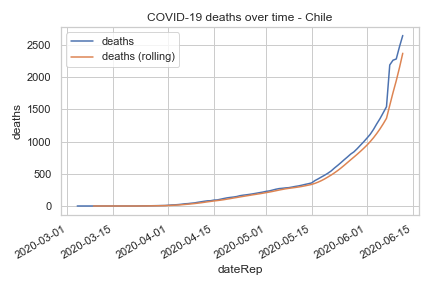 COVID-19 deaths over time - Chile
deaths
deaths (rolling)
2500
2000
1500
1000
500
0
deaths
2020-03-01
2020-03-15
2020-04-01
2020-04-15
2020-05-01
2020-05-15
2020-06-01
2020-06-15
dateRep